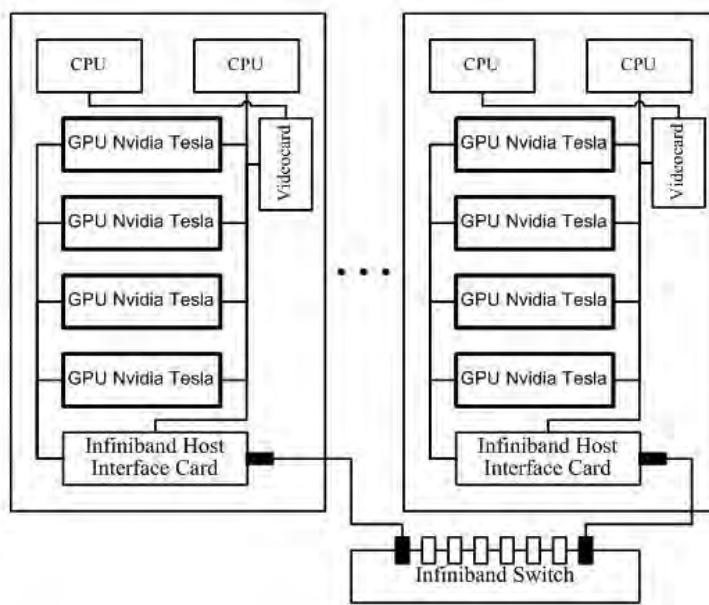 CPU
CPU
GPU Nvidia Tesla
Videocard
GPU Nvidia Tesla
GPU Nvidia Tesla
GPU Nvidia Tesla
Infiniband Host
Interface Card
CPU
CPU
GPU Nvidia Tesla
Videocard
GPU Nvidia Tesla
GPU Nvidia Tesla
GPU Nvidia Tesla
Infiniband Host
Interface Card
Infiniband Switch